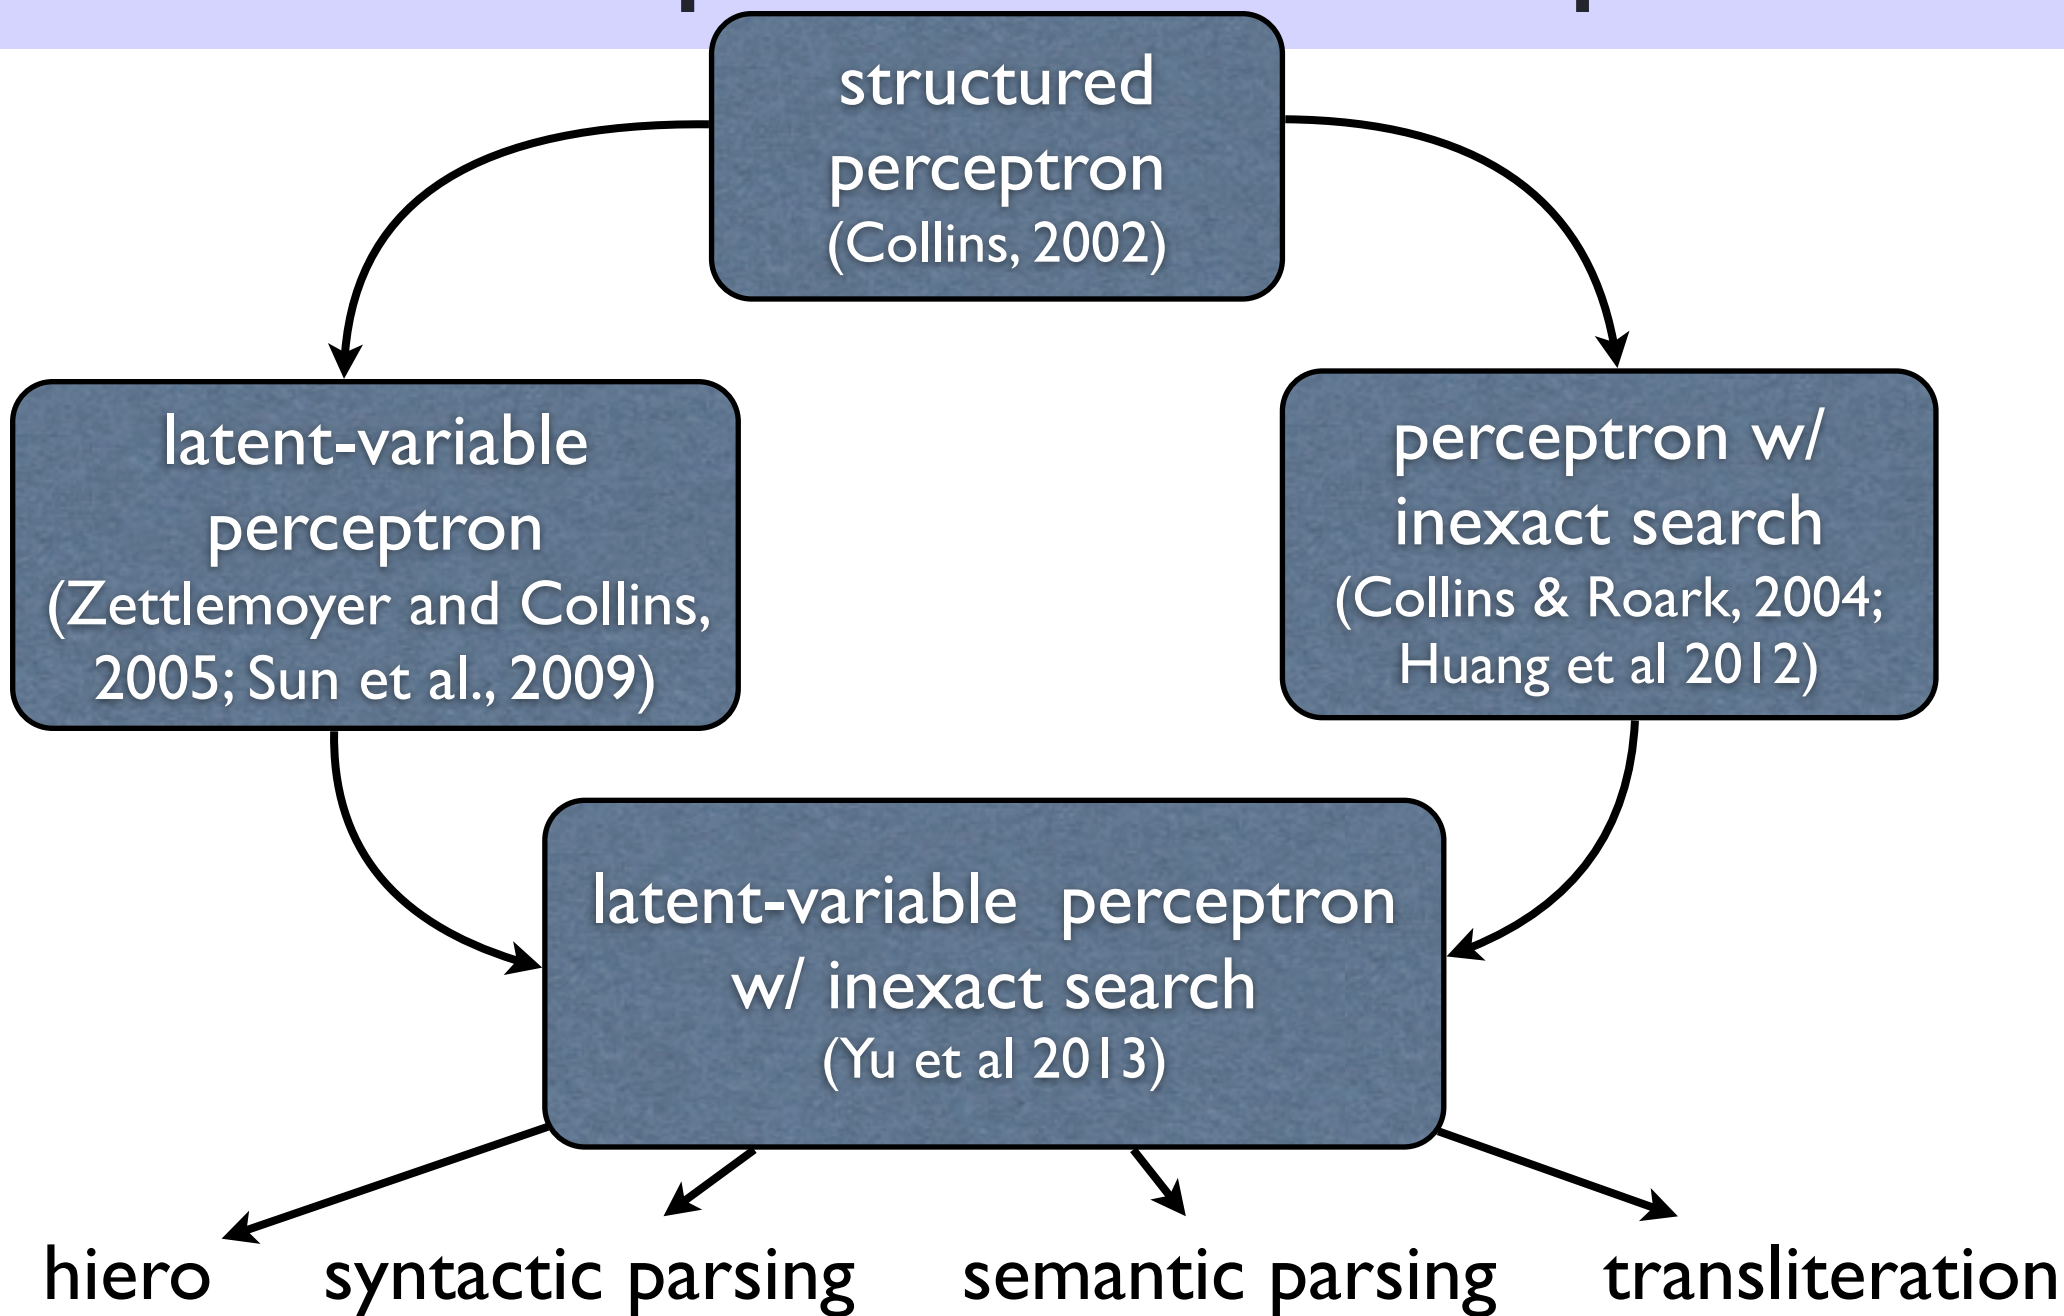 structured
perceptron
(Collins, 2002)
latent-variable
perceptron
(Zettlemoyer and Collins,
2005; Sun et al., 2009)
perceptron w/
inexact search
(Collins & Roark, 2004;
Huang et al 2012)
latent-variable perceptron
w/ inexact search
(Yu et al 2013)
hiero syntactic parsing semantic parsing transliteration